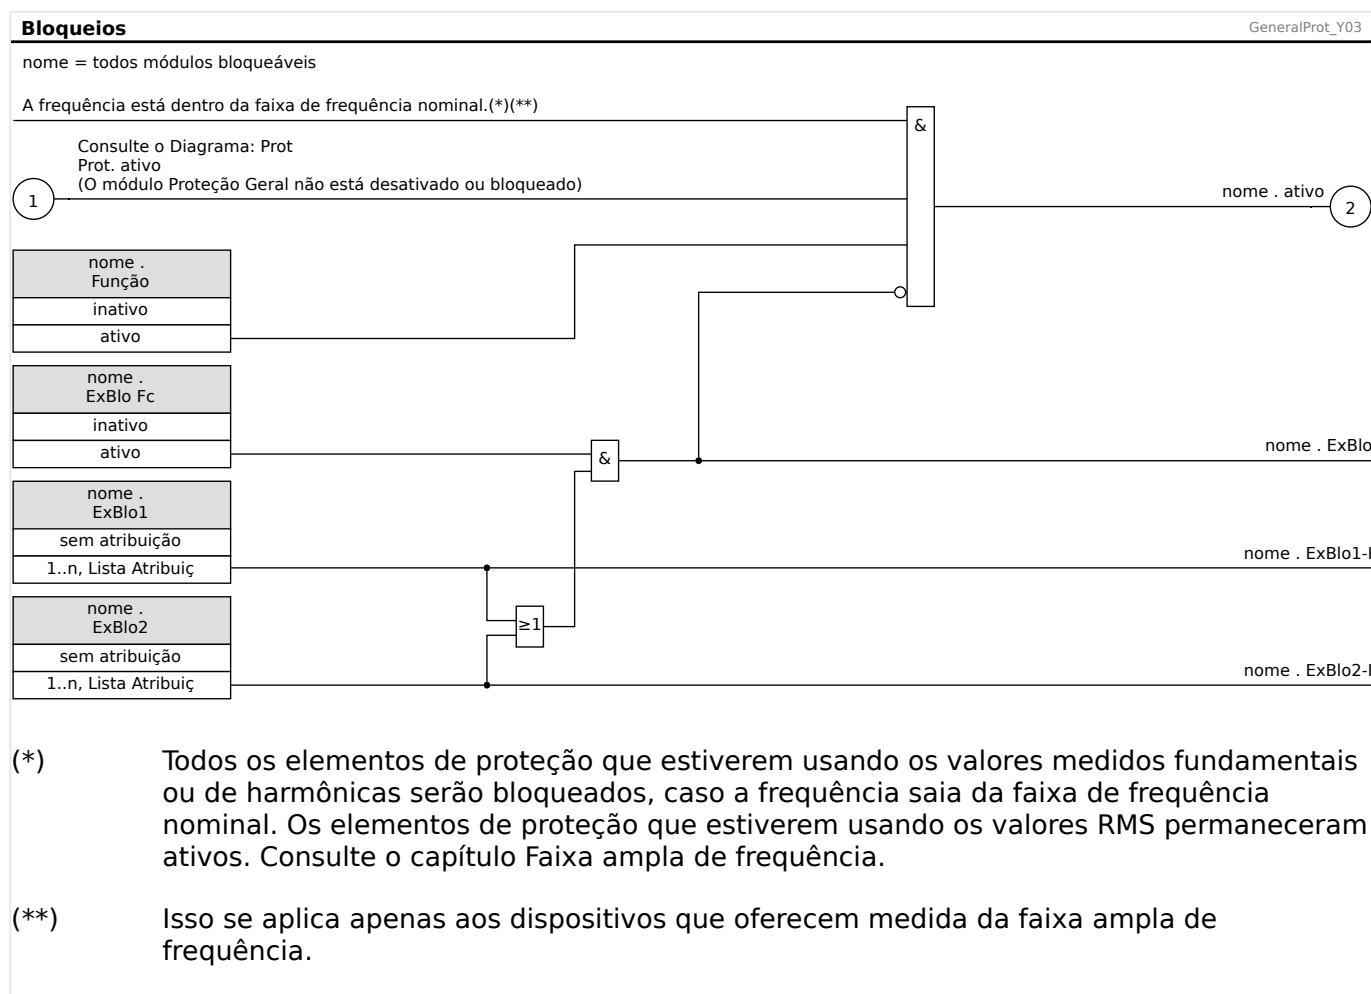 Bloqueios
GeneralProt_Y03
nome = todos módulos bloqueáveis
A frequência está dentro da faixa de frequência nominal.(*)(**)
&
Consulte o Diagrama: Prot
Prot. ativo
(O módulo Proteção Geral não está desativado ou bloqueado)
1
nome . ativo
2
nome .
Função
inativo
ativo
nome .
ExBlo Fc
inativo
ativo
&
nome . ExBlo
nome .
ExBlo1
sem atribuição
1..n, Lista Atribuiç
nome . ExBlo1-I
nome .
ExBlo2
≥1
sem atribuição
1..n, Lista Atribuiç
nome . ExBlo2-I
(*) Todos os elementos de proteção que estiverem usando os valores medidos fundamentais
ou de harmônicas serão bloqueados, caso a frequência saia da faixa de frequência
nominal. Os elementos de proteção que estiverem usando os valores RMS permaneceram
ativos. Consulte o capítulo Faixa ampla de frequência.
(**) Isso se aplica apenas aos dispositivos que oferecem medida da faixa ampla de
frequência.